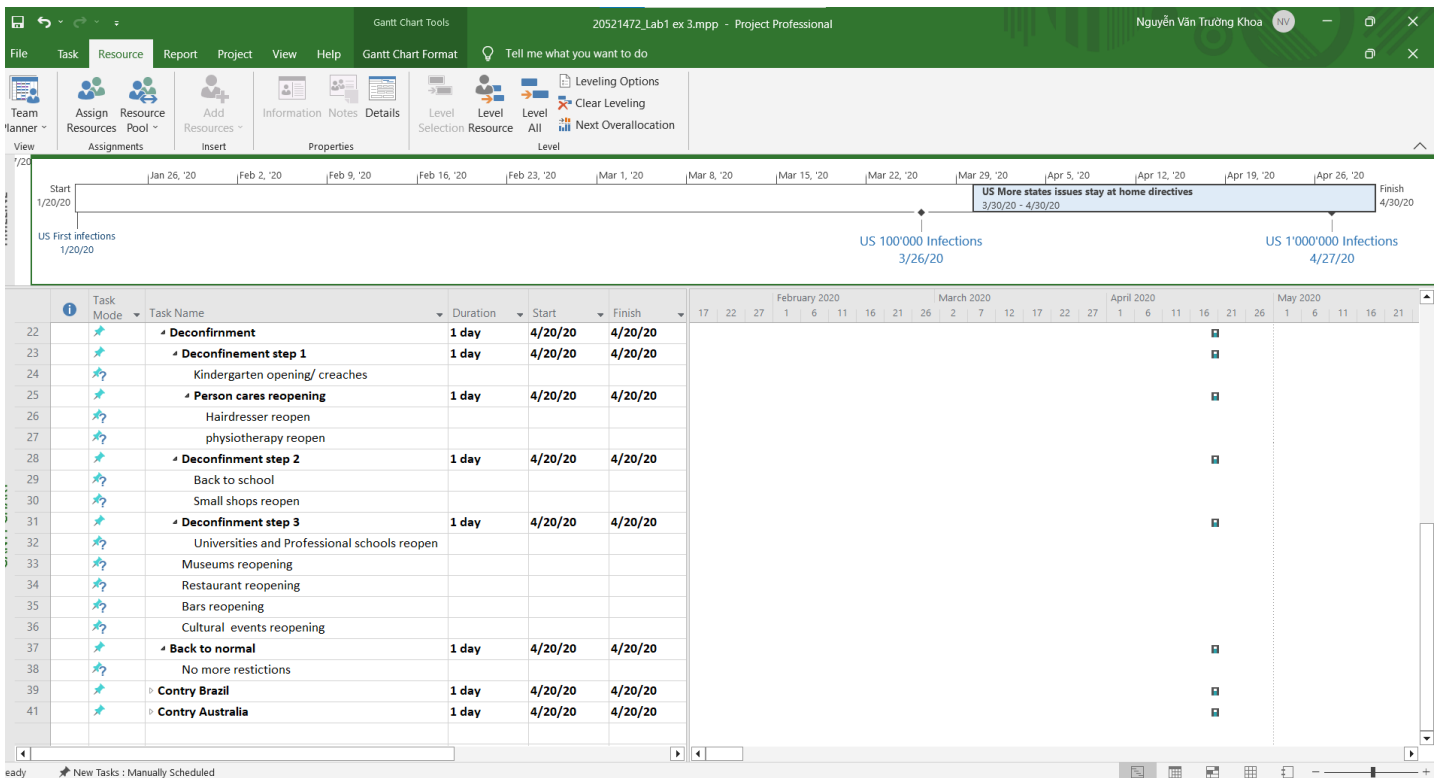 Gantt Chart Tools
20521472_Lab1 ex 3.mpp - Project Professional
Nguyễn Văn Trường Khoa NV
File Task Resource Report Project View Help Gantt Chart Format Tell me what you want to do
Team Planner
Assign Resources
Resource Pool
Add Resources
Information
Notes
Details
Level Selection
Level Resource
Level All
Leveling Options
Clear Leveling
Next Overallocation
View Assignments Insert Properties Level
7/20
Jan 26, '20 Feb 2, '20 Feb 9, '20 Feb 16, '20 Feb 23, '20 Mar 1, '20 Mar 8, '20 Mar 15, '20 Mar 22, '20 Mar 29, '20 Apr 5, '20 Apr 12, '20 Apr 19, '20 Apr 26, '20
Start
1/20/20
US More states issues stay at home directives
3/30/20 - 4/30/20
Finish
4/30/20
US First infections
1/20/20
US 100'000 Infections
3/26/20
US 1'000'000 Infections
4/27/20
Task Mode Task Name Duration Start Finish
February 2020 March 2020 April 2020 May 2020
17 22 27 1 6 11 16 21 26 2 7 12 17 22 27 1 6 11 16 21 26 1 6 11 16 21
22 Deconfirnment 1 day 4/20/20 4/20/20
23 Deconfinement step 1 1 day 4/20/20 4/20/20
24 Kindergarten opening/ creaches
25 Person cares reopening 1 day 4/20/20 4/20/20
26 Hairdresser reopen
27 physiotherapy reopen
28 Deconfinment step 2 1 day 4/20/20 4/20/20
29 Back to school
30 Small shops reopen
31 Deconfinment step 3 1 day 4/20/20 4/20/20
32 Universities and Professional schools reopen
33 Museums reopening
34 Restaurant reopening
35 Bars reopening
36 Cultural events reopening
37 Back to normal 1 day 4/20/20 4/20/20
38 No more restictions
39 Contry Brazil 1 day 4/20/20 4/20/20
41 Contry Australia 1 day 4/20/20 4/20/20
eady New Tasks : Manually Scheduled